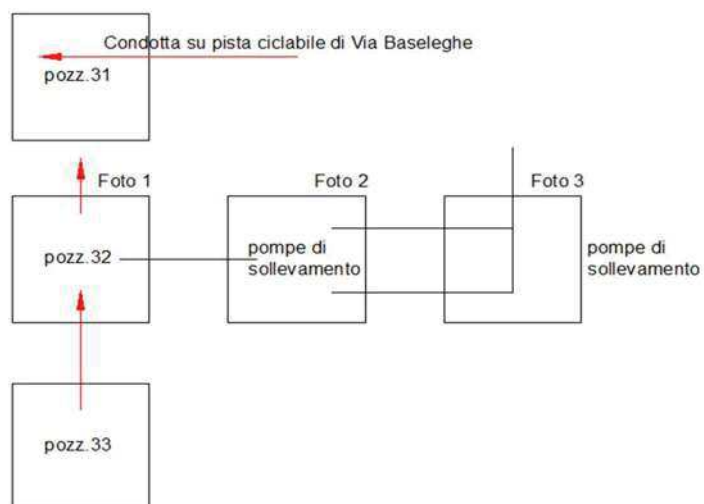 Condotta su pista ciclabile di Via Baseleghe
pozz.31
Foto 1
Foto 2
Foto 3
pozz.32
pompe di
sollevamento
pompe di
sollevamento
pozz.33